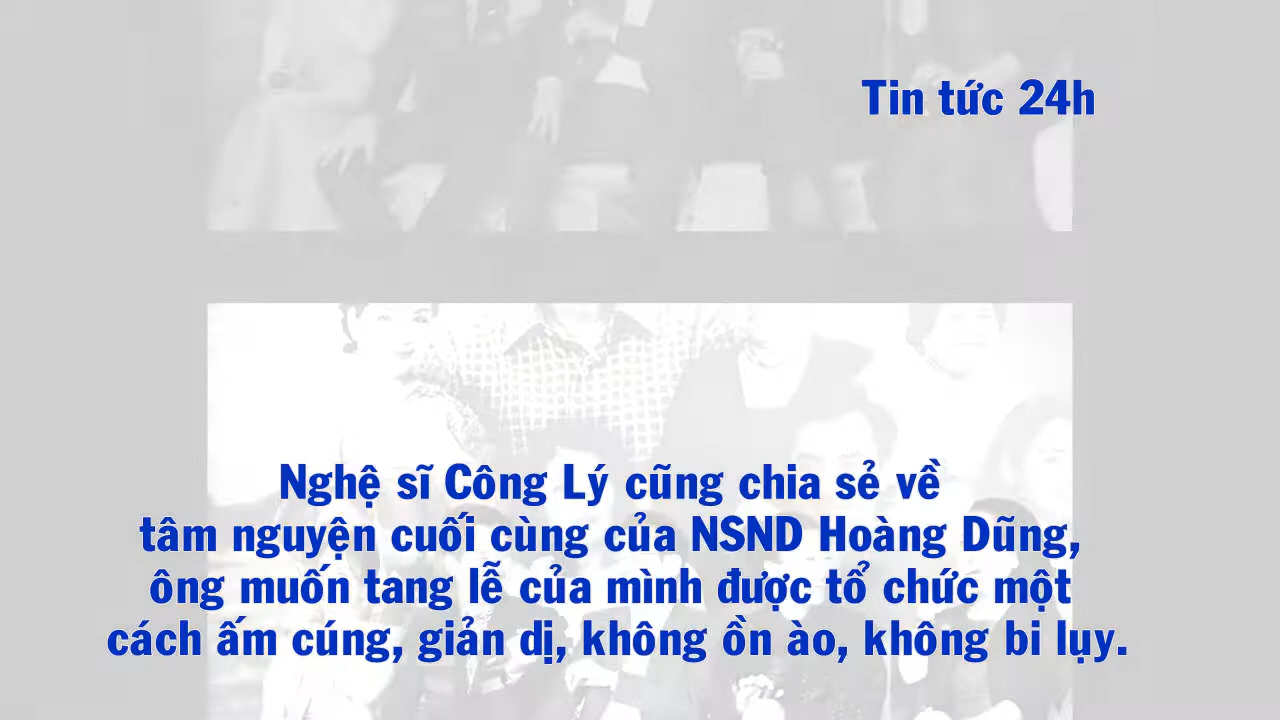 Tin tức 24h
Nghệ sĩ Công Lý cũng chia sẻ về
tâm nguyện cuối cùng của NSND Hoàng Dũng,
ông muốn tang lễ của mình được tổ chức một
cách ấm cúng, giản dị, không ồn ào, không bi lụy.